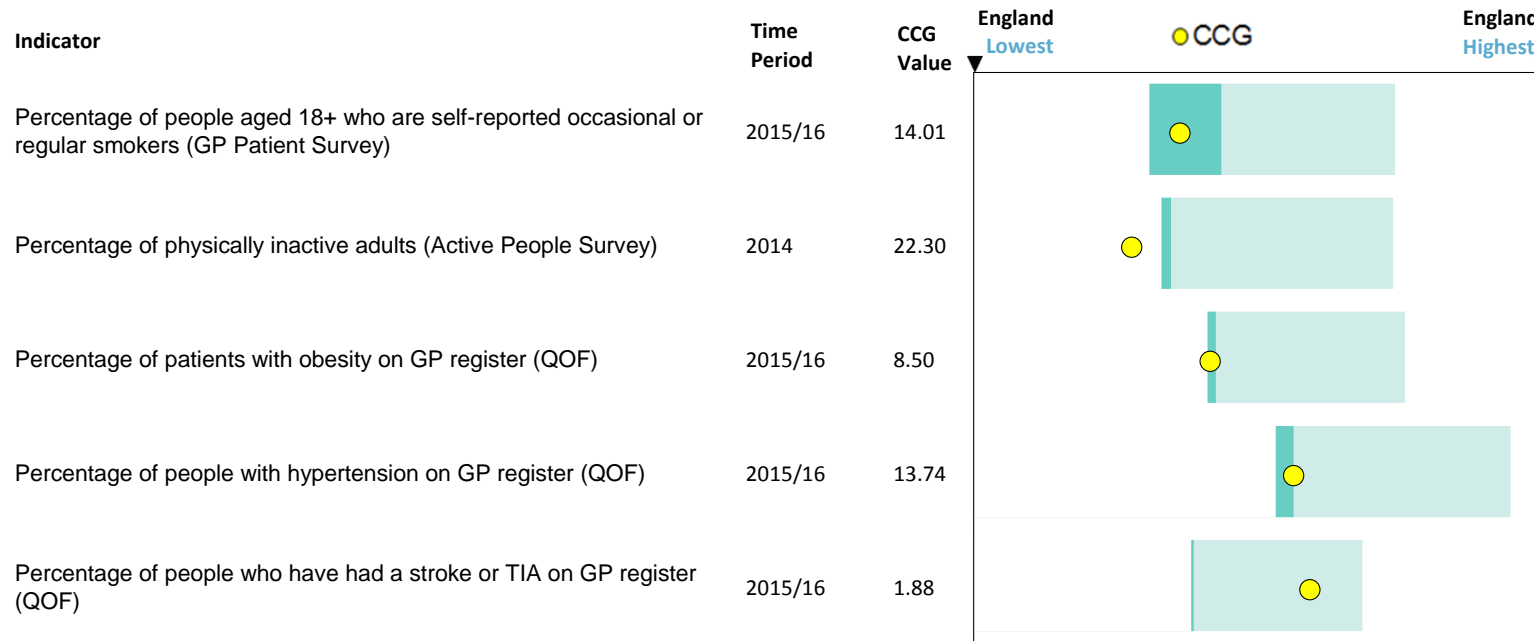 Indicator
Time Period
CCG Value
England Lowest
CCG
England Highest
Percentage of people aged 18+ who are self-reported occasional or
regular smokers (GP Patient Survey)
2015/16
14.01
Percentage of physically inactive adults (Active People Survey)
2014
22.30
Percentage of patients with obesity on GP register (QOF)
2015/16
8.50
Percentage of people with hypertension on GP register (QOF)
2015/16
13.74
Percentage of people who have had a stroke or TIA on GP register
(QOF)
2015/16
1.88